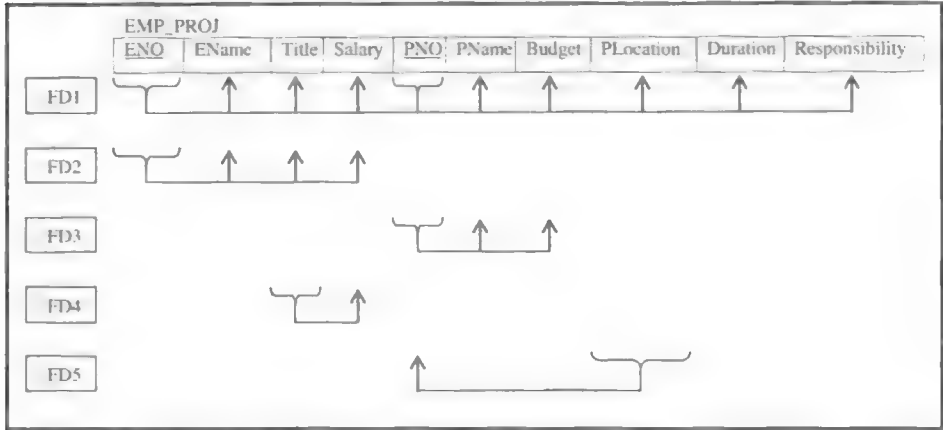 EMP_PROJ
ENO EName Title Salary PNO PName Budget PLocation Duration Responsibility
FD1
FD2
FD3
FD4
FD5